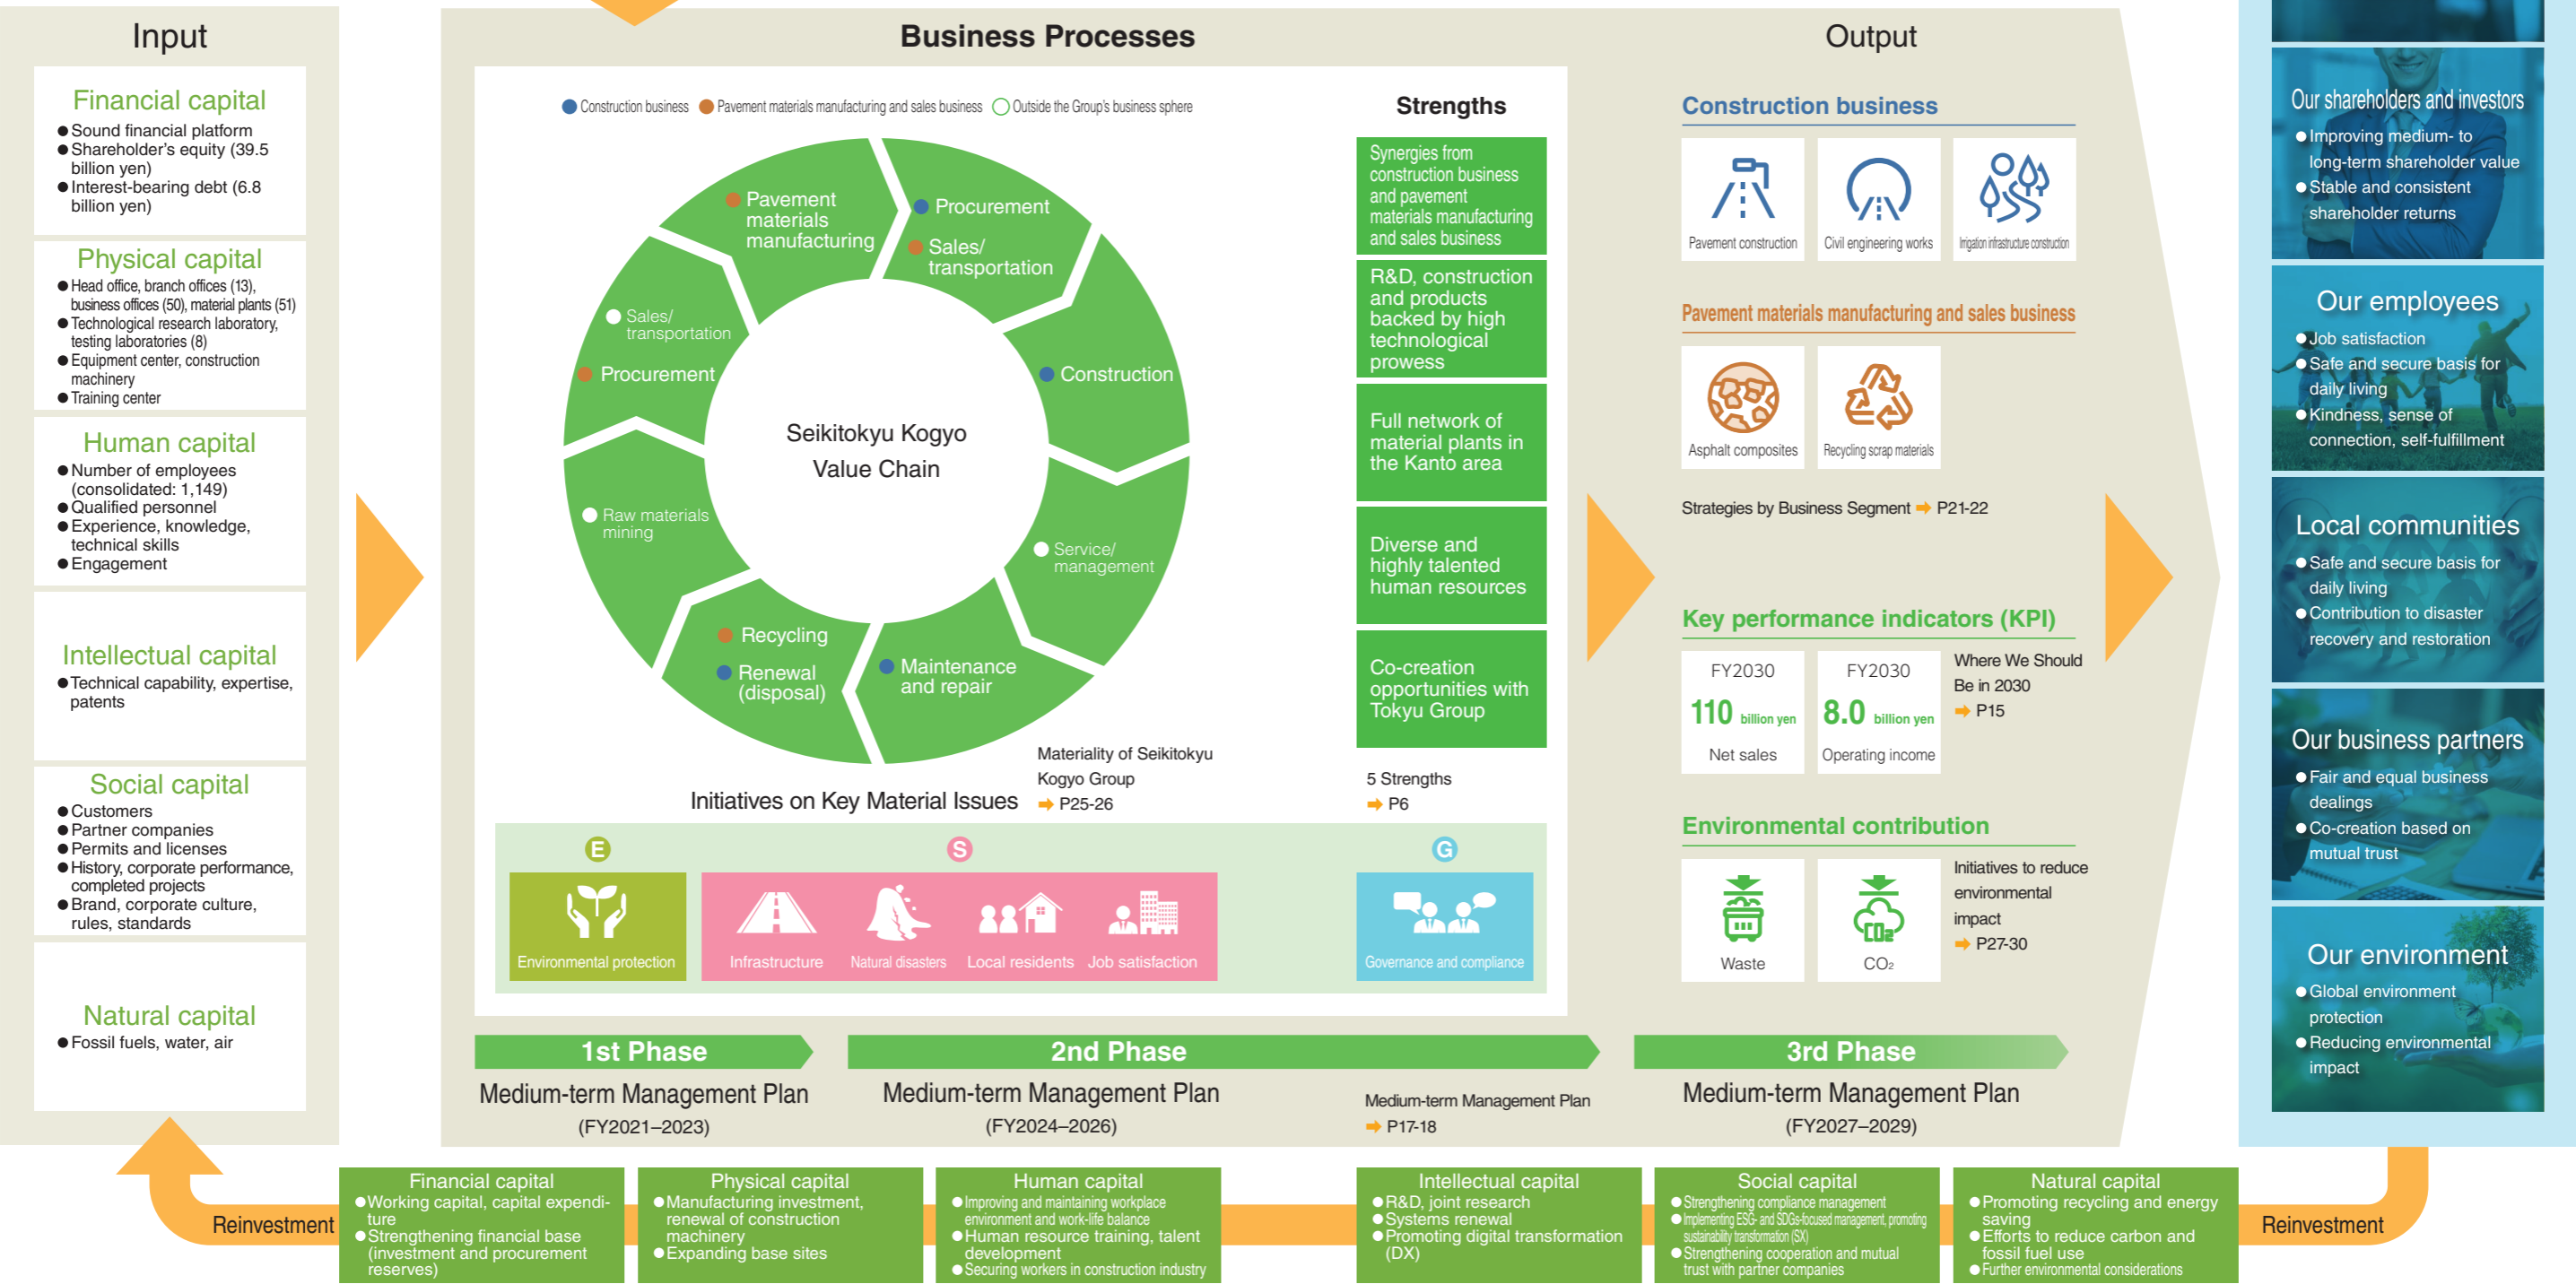 Input
Financial capital
● Sound financial platform
● Shareholder’s equity (39.5
billion yen)
● Interest-bearing debt (6.8
billion yen)
Physical capital
● Head office, branch offices (13),
business offices (50), material plants (51)
● Technological research laboratory,
testing laboratories (8)
● Equipment center, construction
machinery
● Training center
Human capital
● Number of employees
(consolidated: 1,149)
● Qualified personnel
● Experience, knowledge,
technical skills
● Engagement
Intellectual capital
● Technical capability, expertise,
patents
Social capital
● Customers
● Partner companies
● Permits and licenses
● History, corporate performance,
completed projects
● Brand, corporate culture,
rules, standards
Natural capital
● Fossil fuels, water, air
Business Processes
Construction business
Pavement materials manufacturing and sales business
Outside the Group’s business sphere
Pavement
materials
manufacturing
Procurement
Sales/
transportation
Construction
Service/
management
Maintenance
and repair
Recycling
Renewal
(disposal)
Raw materials
mining
Sales/
transportation
Procurement
Seikitokyu Kogyo
Value Chain
Strengths
Synergies from
construction business
and pavement
materials manufacturing
and sales business
R&D, construction
and products
backed by high
technological
prowess
Full network of
material plants in
the Kanto area
Diverse and
highly talented
human resources
Co-creation
opportunities with
Tokyu Group
5 Strengths
P6
Initiatives on Key Material Issues
Materiality of Seikitokyu
Kogyo Group
P25-26
E
Environmental protection
S
Infrastructure
Natural disasters
Local residents
Job satisfaction
G
Governance and compliance
Output
Construction business
Pavement construction
Civil engineering works
Irrigation infrastructure construction
Pavement materials manufacturing and sales business
Asphalt composites
Recycling scrap materials
Strategies by Business Segment P21-22
Key performance indicators (KPI)
FY2030
110 billion yen
Net sales
FY2030
8.0 billion yen
Operating income
Where We Should
Be in 2030
P15
Environmental contribution
Waste
CO2
CO₂
Initiatives to reduce
environmental
impact
P27-30
1st Phase
Medium-term Management Plan
(FY2021–2023)
2nd Phase
Medium-term Management Plan
(FY2024–2026)
Medium-term Management Plan
P17-18
3rd Phase
Medium-term Management Plan
(FY2027–2029)
Our shareholders and investors
● Improving medium- to
long-term shareholder value
● Stable and consistent
shareholder returns
Our employees
● Job satisfaction
● Safe and secure basis for
daily living
● Kindness, sense of
connection, self-fulfillment
Local communities
● Safe and secure basis for
daily living
● Contribution to disaster
recovery and restoration
Our business partners
● Fair and equal business
dealings
● Co-creation based on
mutual trust
Our environment
● Global environment
protection
● Reducing environmental
impact
Reinvestment
Financial capital
● Working capital, capital expendi-
ture
● Strengthening financial base
(investment and procurement
reserves)
Physical capital
● Manufacturing investment,
renewal of construction
machinery
● Expanding base sites
Human capital
● Improving and maintaining workplace
environment and work-life balance
● Human resource training, talent
development
● Securing workers in construction industry
Intellectual capital
● R&D, joint research
● Systems renewal
● Promoting digital transformation
(DX)
Social capital
● Strengthening compliance management
● Implementing ESG- and SDGs-focused management, promoting
sustainability transformation (SX)
● Strengthening cooperation and mutual
trust with partner companies
Natural capital
● Promoting recycling and energy
saving
● Efforts to reduce carbon and
fossil fuel use
● Further environmental considerations
Reinvestment